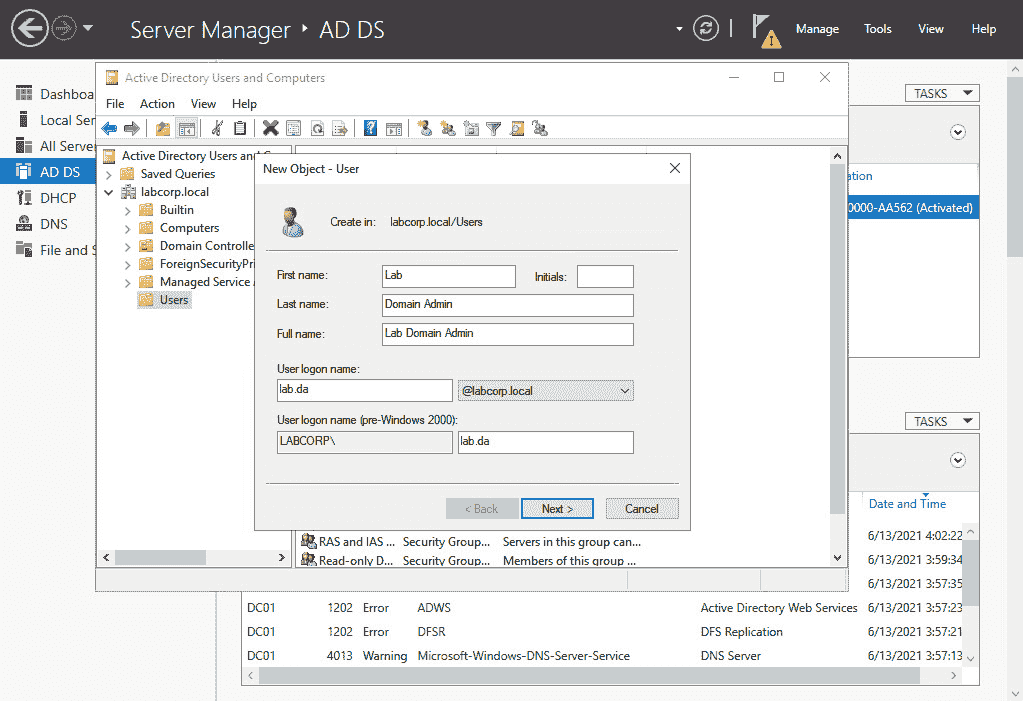 Server Manager ‣ AD DS
Manage Tools View Help
Active Directory Users and Computers
File Action View Help
Dashboa
Local Ser
All Server
AD DS
DHCP
DNS
File and S
Active Directory Users and C
Saved Queries
labcorp.local
Builtin
Computers
Domain Controlle
ForeignSecurityPri
Managed Service A
Users
New Object - User
Create in: labcorp.local/Users
First name: Lab Initials:
Last name: Domain Admin
Full name: Lab Domain Admin
User logon name:
lab.da @labcorp.local
User logon name (pre-Windows 2000):
LABCORP\ lab.da
< Back Next > Cancel
RAS and IAS ... Security Group... Servers in this group can...
Read-only D... Security Group... Members of this group ...
TASKS
ation
0000-AA562 (Activated)
TASKS
Date and Time
6/13/2021 4:02:22
6/13/2021 3:59:34
6/13/2021 3:57:35
DC01 1202 Error ADWS Active Directory Web Services 6/13/2021 3:57:23
DC01 1202 Error DFSR DFS Replication 6/13/2021 3:57:21
DC01 4013 Warning Microsoft-Windows-DNS-Server-Service DNS Server 6/13/2021 3:57:13